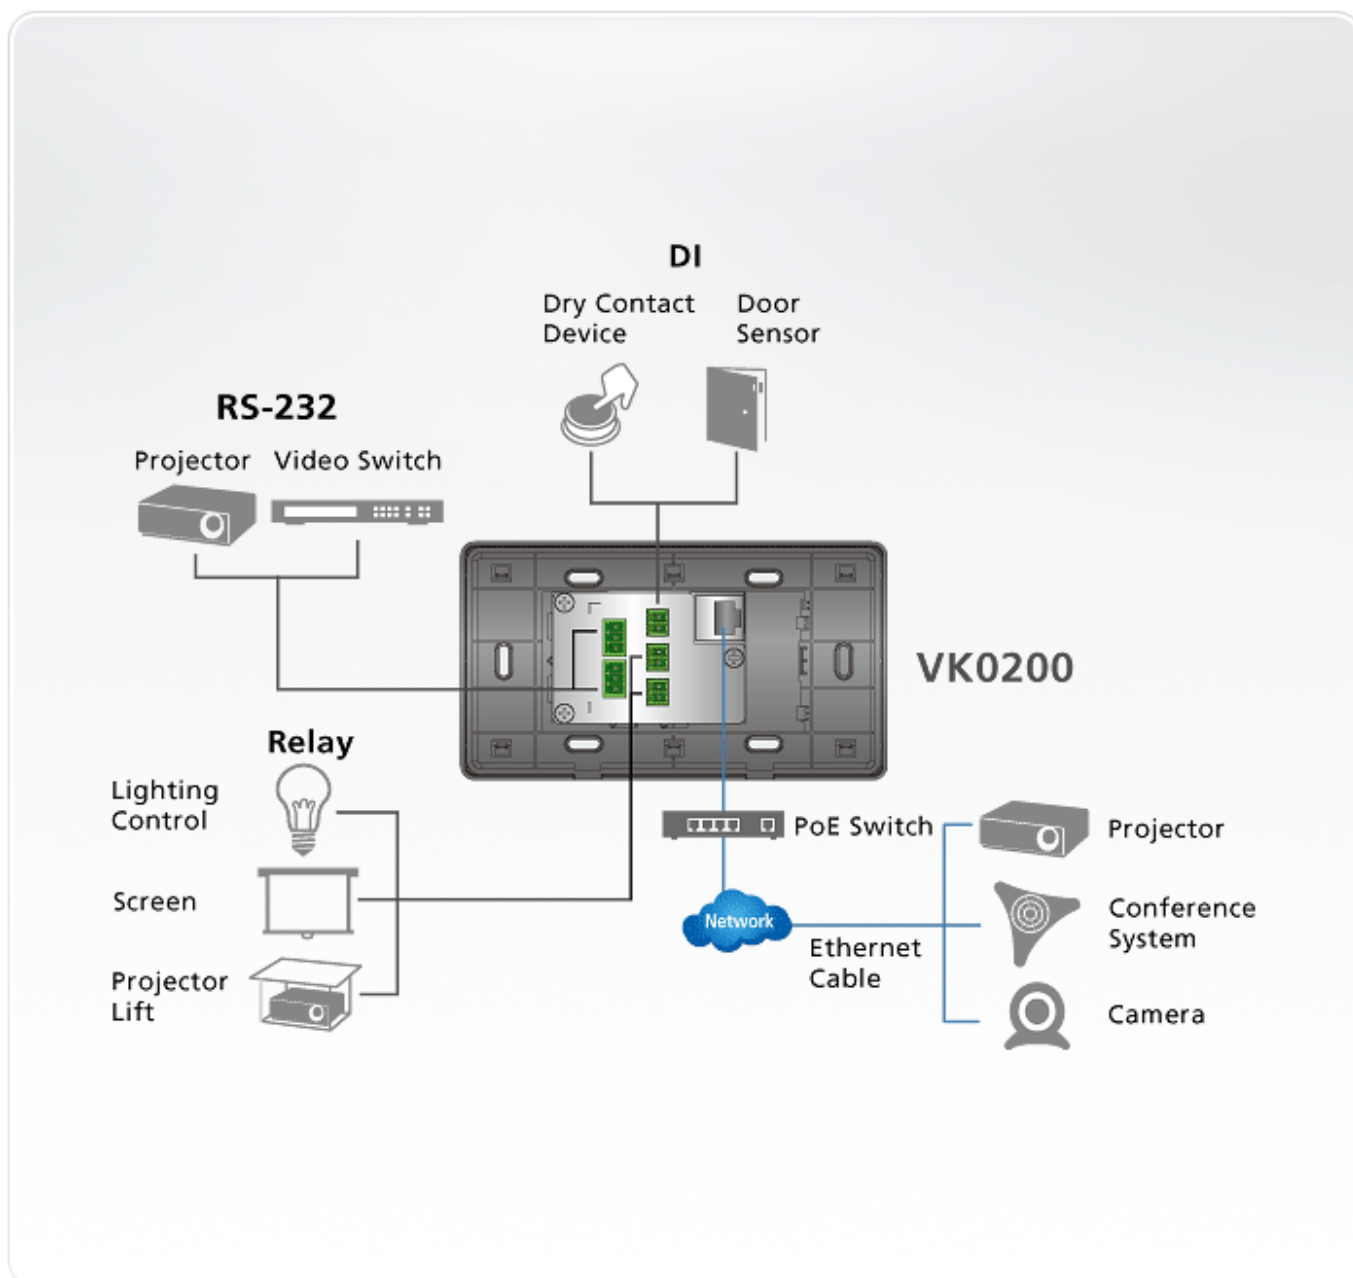 DI
Dry Contact
Device
Door
Sensor
RS-232
Projector
Video Switch
VK0200
Relay
Lighting
Control
Screen
Projector
Lift
PoE Switch
Network
Ethernet
Cable
Projector
Conference
System
Camera